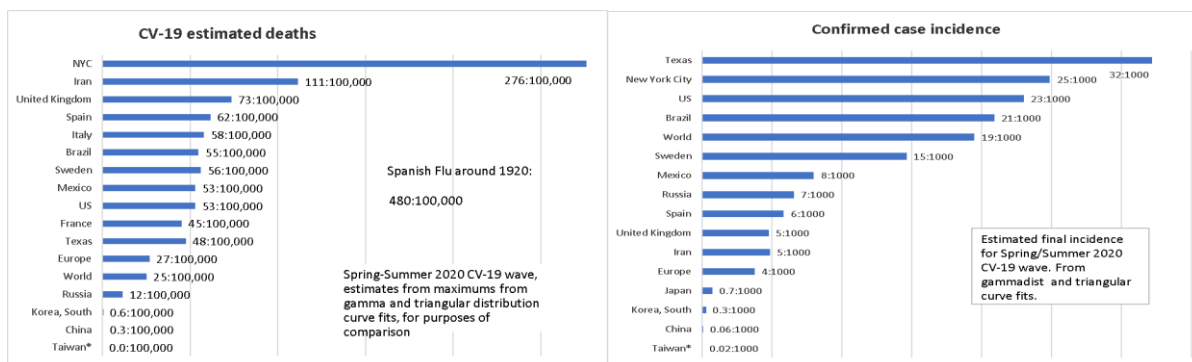 CV-19 estimated deaths
NYC
276:100,000
Iran
111:100,000
United Kingdom
73:100,000
Spain
62:100,000
Italy
58:100,000
Brazil
55:100,000
Sweden
56:100,000
Mexico
53:100,000
US
53:100,000
France
45:100,000
Texas
48:100,000
Europe
27:100,000
World
25:100,000
Russia
12:100,000
Korea, South
0.6:100,000
China
0.3:100,000
Taiwan*
0.0:100,000
Spanish Flu around 1920:
480:100,000
Spring-Summer 2020 CV-19 wave,
estimates from maximums from
gamma and triangular distribution
curve fits, for purposes of
comparison
Confirmed case incidence
Texas
32:1000
New York City
25:1000
US
23:1000
Brazil
21:1000
World
19:1000
Sweden
15:1000
Mexico
8:1000
Russia
7:1000
Spain
6:1000
United Kingdom
5:1000
Iran
5:1000
Europe
4:1000
Japan
0.7:1000
Korea, South
0.3:1000
China
0.06:1000
Taiwan*
0.02:1000
Estimated final incidence
for Spring/Summer 2020
CV-19 wave. From
gammadist and triangular
curve fits.